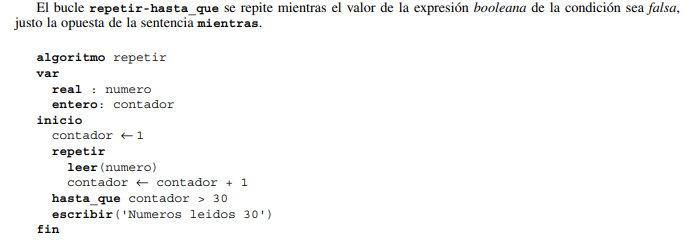 El bucle repetir-hasta_que se repite mientras el valor de la expresión booleana de la condición sea falsa,
justo la opuesta de la sentencia mientras.
algoritmo repetir
var
real : numero
entero: contador
inicio
contador ← 1
repetir
leer(numero)
contador ← contador + 1
hasta_que contador > 30
escribir('Numeros leidos 30')
fin